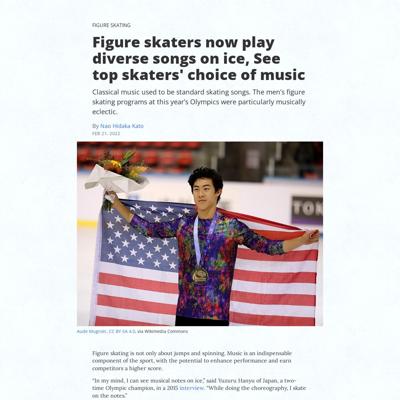 FIGURE SKATING
Figure skaters now play
diverse songs on ice, See
top skaters' choice of music
Classical music used to be standard skating songs. The men's figure
skating programs at this year's Olympics were particularly musically
eclectic.
By Nao Hidaka Kato
FEB 21, 2022
TOK
Aude Mugnier, CC BY-SA 4.0, via Wikimedia Commons
Figure skating is not only about jumps and spinning. Music is an indispensable
component of the sport, with the potential to enhance performance and earn
competitors a higher score.
"In my mind, I can see musical notes on ice," said Yuzuru Hanyu of Japan, a two-
time Olympic champion, in a 2015 interview. "While doing the choreography, I skate
on the notes."